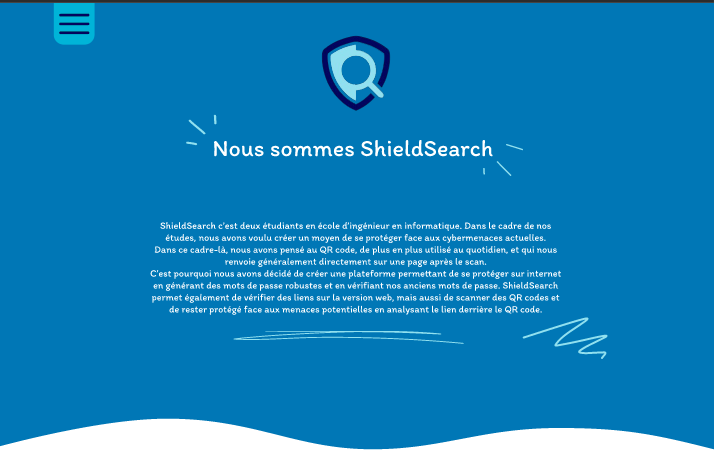 Nous sommes ShieldSearch
ShieldSearch c'est deux étudiants en école d'ingénieur en informatique. Dans le cadre de nos
études, nous avons voulu créer un moyen de se protéger face aux cybermenaces actuelles.
Dans ce cadre-là, nous avons pensé au QR code, de plus en plus utilisé au quotidien, et qui nous
renvoie généralement directement sur une page après le scan.
C'est pourquoi nous avons décidé de créer une plateforme permettant de se protéger sur internet
en générant des mots de passe robustes et en vérifiant nos anciens mots de passe. ShieldSearch
permet également de vérifier des liens sur la version web, mais aussi de scanner des QR codes et
de rester protégé face aux menaces potentielles en analysant le lien derrière le QR code.